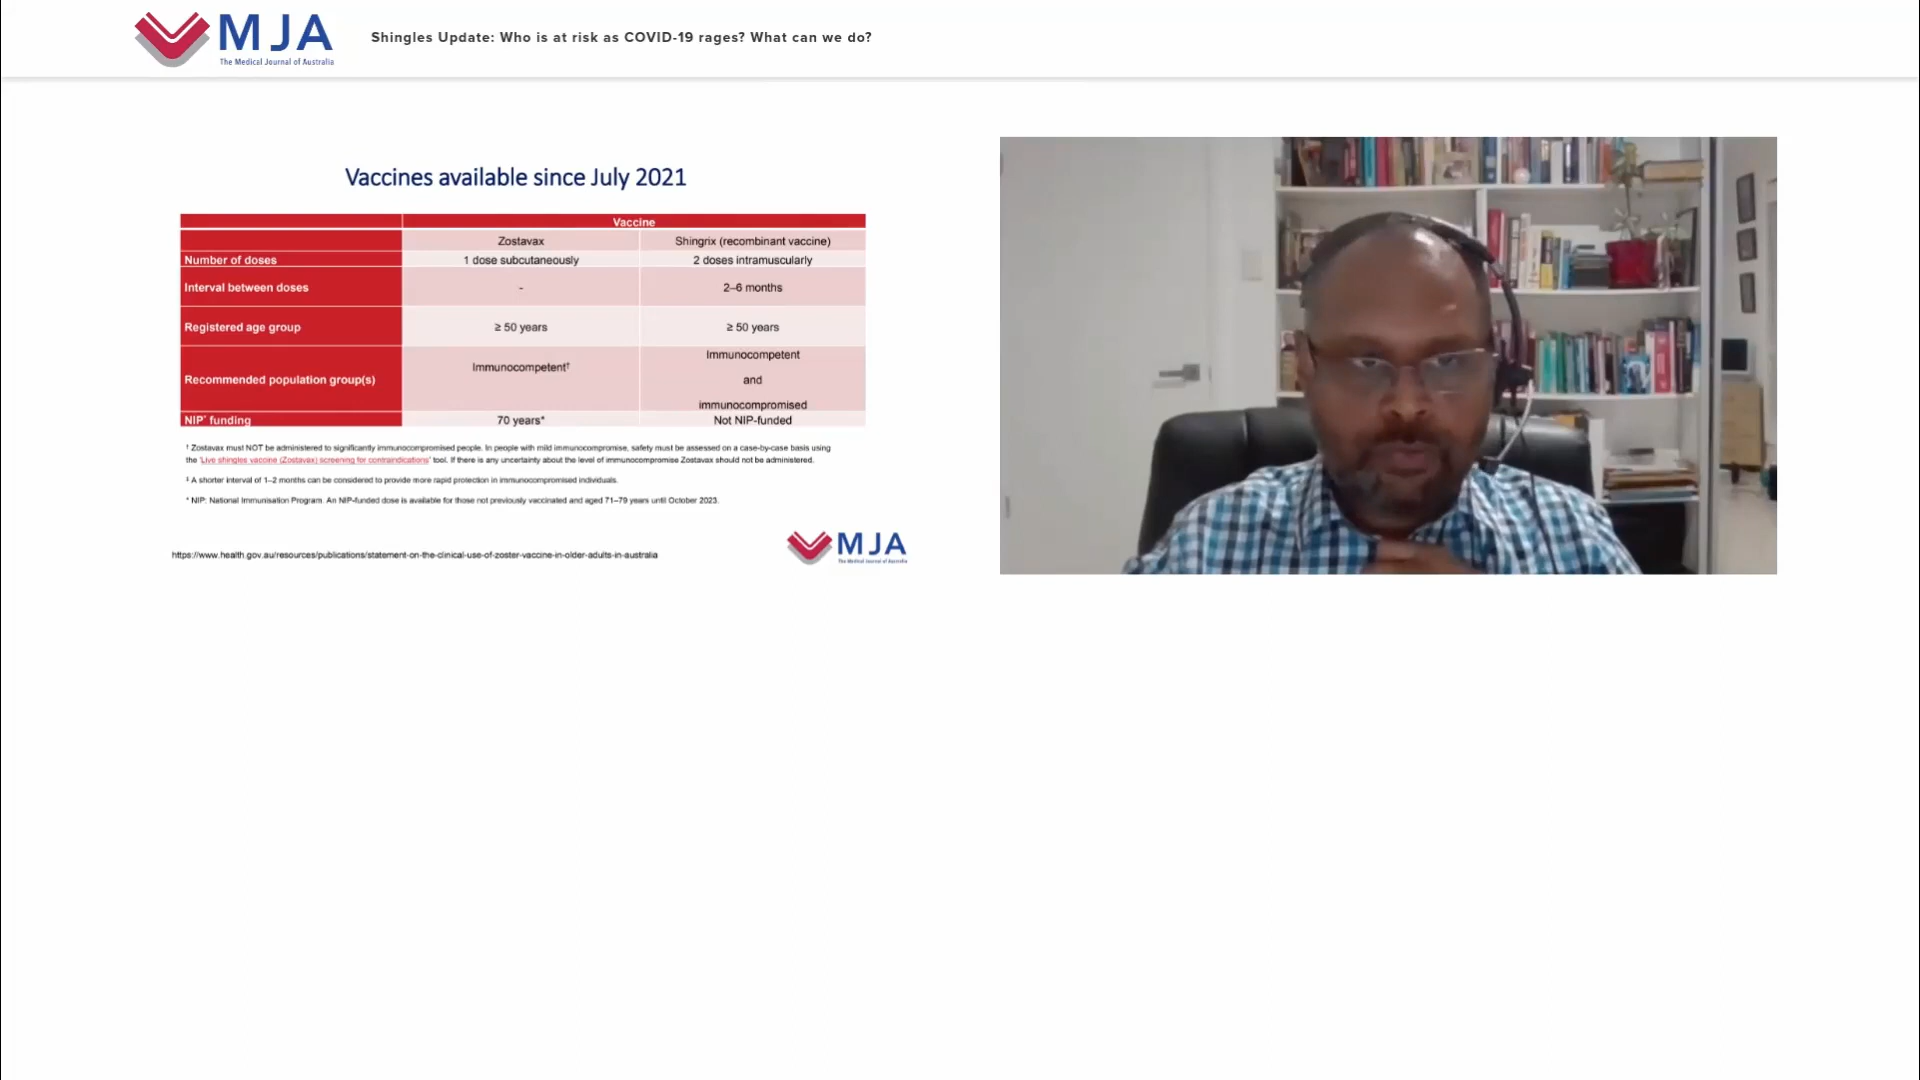 MJA
The Medical Journal of Australia
Shingles Update: Who is at risk as COVID-19 rages? What can we do?
Vaccines available since July 2021
Vaccine
Zostavax Shingrix (recombinant vaccine)
Number of doses 1 dose subcutaneously 2 doses intramuscularly
Interval between doses - 2–6 months
Registered age group ≥ 50 years ≥ 50 years
Recommended population group(s) Immunocompetent† Immunocompetent
and
immunocompromised
NIP* funding 70 years* Not NIP-funded
† Zostavax must NOT be administered to significantly immunocompromised people. In people with mild immunocompromise, safety must be assessed on a case-by-case basis using
the 'Live shingles vaccine (Zostavax) screening for contraindications' tool. If there is any uncertainty about the level of immunocompromise Zostavax should not be administered.
‡ A shorter interval of 1–2 months can be considered to provide more rapid protection in immunocompromised individuals.
* NIP: National Immunisation Program. An NIP-funded dose is available for those not previously vaccinated and aged 71–79 years until October 2023.
https://www.health.gov.au/resources/publications/statement-on-the-clinical-use-of-zoster-vaccine-in-older-adults-in-australia
MJA
The Medical Journal of Australia